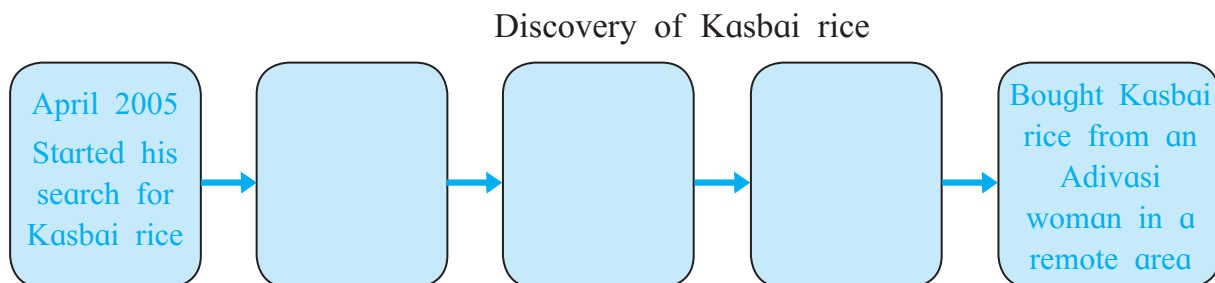 Discovery of Kasbai rice
April 2005
Started his
search for
Kasbai rice
Bought Kasbai
rice from an
Adivasi
woman in a
remote area